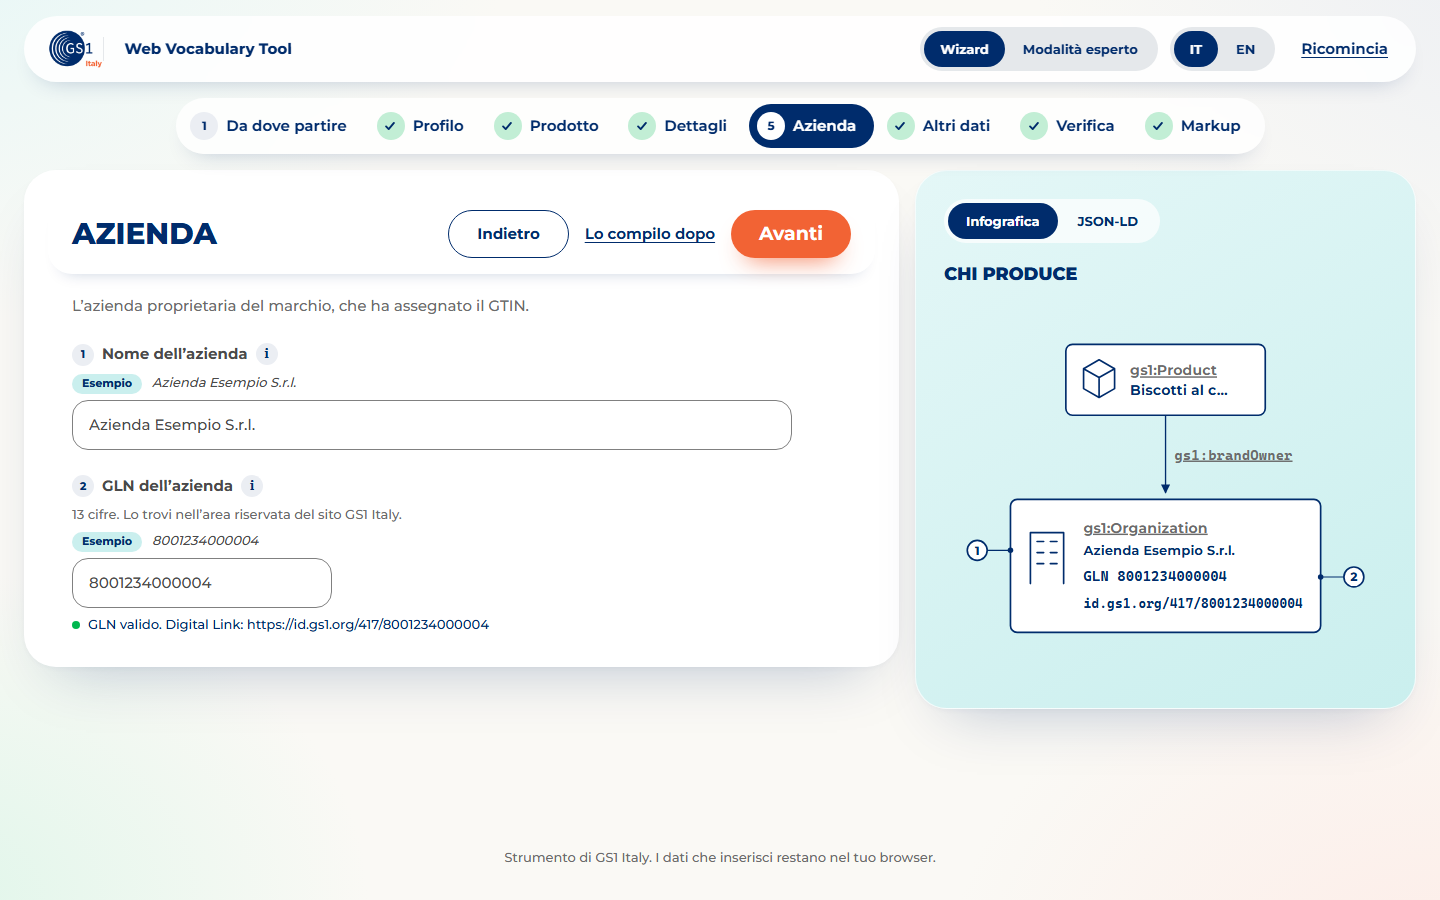 GS1 Italy
Web Vocabulary Tool
Wizard
Modalità esperto
IT
EN
Ricomincia
1 Da dove partire
Profilo
Prodotto
Dettagli
5 Azienda
Altri dati
Verifica
Markup
AZIENDA
Indietro
Lo compilo dopo
Avanti
L’azienda proprietaria del marchio, che ha assegnato il GTIN.
1 Nome dell’azienda i
Esempio Azienda Esempio S.r.l.
Azienda Esempio S.r.l.
2 GLN dell’azienda i
13 cifre. Lo trovi nell’area riservata del sito GS1 Italy.
Esempio 8001234000004
8001234000004
GLN valido. Digital Link: https://id.gs1.org/417/8001234000004
Infografica
JSON-LD
CHI PRODUCE
gs1:Product
Biscotti al c...
gs1:brandOwner
gs1:Organization
Azienda Esempio S.r.l.
GLN 8001234000004
id.gs1.org/417/8001234000004
1
2
Strumento di GS1 Italy. I dati che inserisci restano nel tuo browser.